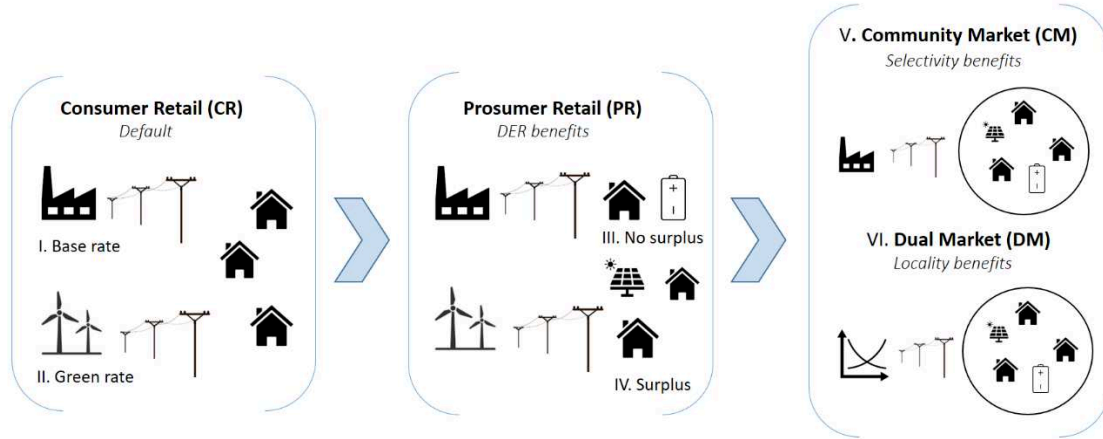 Consumer Retail (CR)
Default
I. Base rate
II. Green rate
Prosumer Retail (PR)
DER benefits
III. No surplus
IV. Surplus
V. Community Market (CM)
Selectivity benefits
VI. Dual Market (DM)
Locality benefits